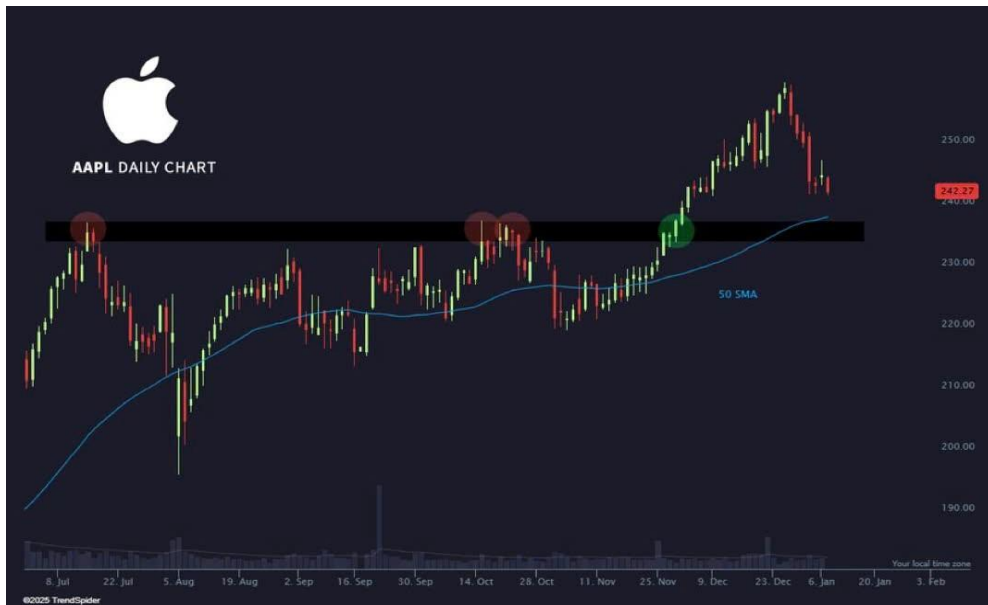 AAPL DAILY CHART
250.00
242.27
240.00
230.00
50 SMA
220.00
210.00
200.00
190.00
Your local time zone
8. Jul 22. Jul 5. Aug 19. Aug 2. Sep 16. Sep 30. Sep 14. Oct 28. Oct 11. Nov 25. Nov 9. Dec 23. Dec 6. Jan 20. Jan 3. Feb
©2025 TrendSpider